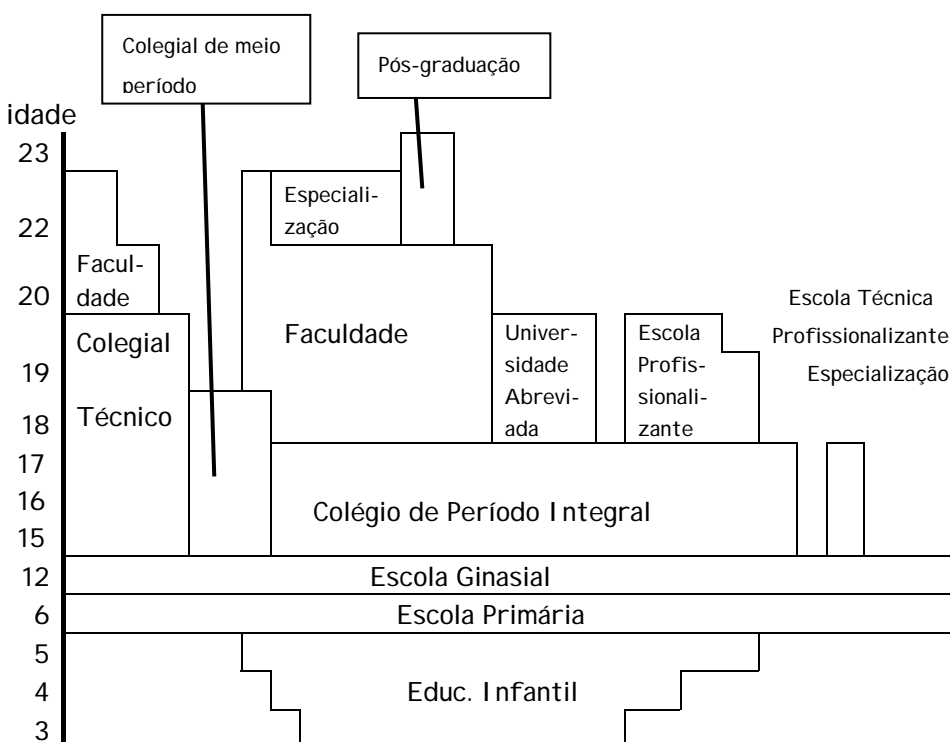 Colegial de meio
período
Pós-graduação
idade
23
22
20
19
18
17
16
15
12
6
5
4
3
Especiali-
zação
Facul-
dade
Colegial
Técnico
Faculdade
Univer-
sidade
Abrevi-
ada
Escola
Profis-
sionali-
zante
Escola Técnica
Profissionalizante
Especialização
Colégio de Período Integral
Escola Ginasial
Escola Primária
Educ. Infantil